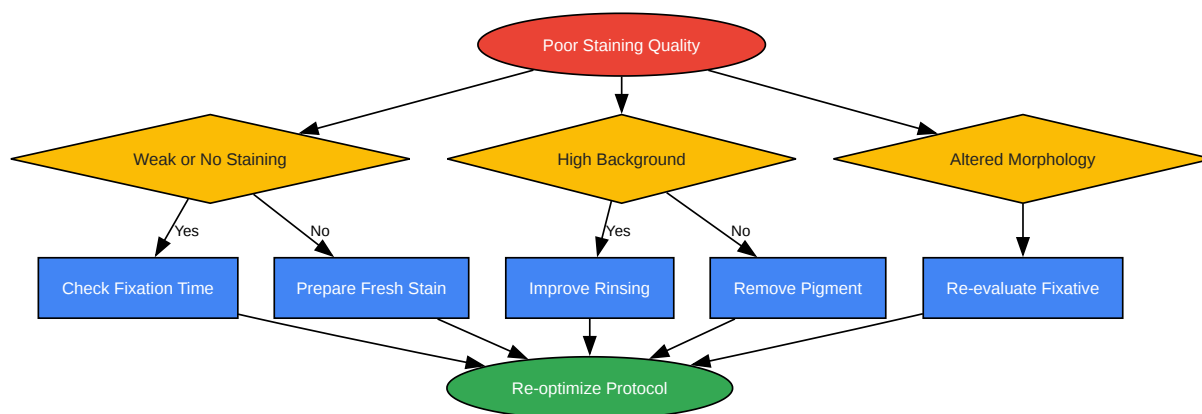 Poor Staining Quality
Weak or No Staining
High Background
Altered Morphology
Yes
No
Yes
No
Check Fixation Time
Prepare Fresh Stain
Improve Rinsing
Remove Pigment
Re-evaluate Fixative
Re-optimize Protocol